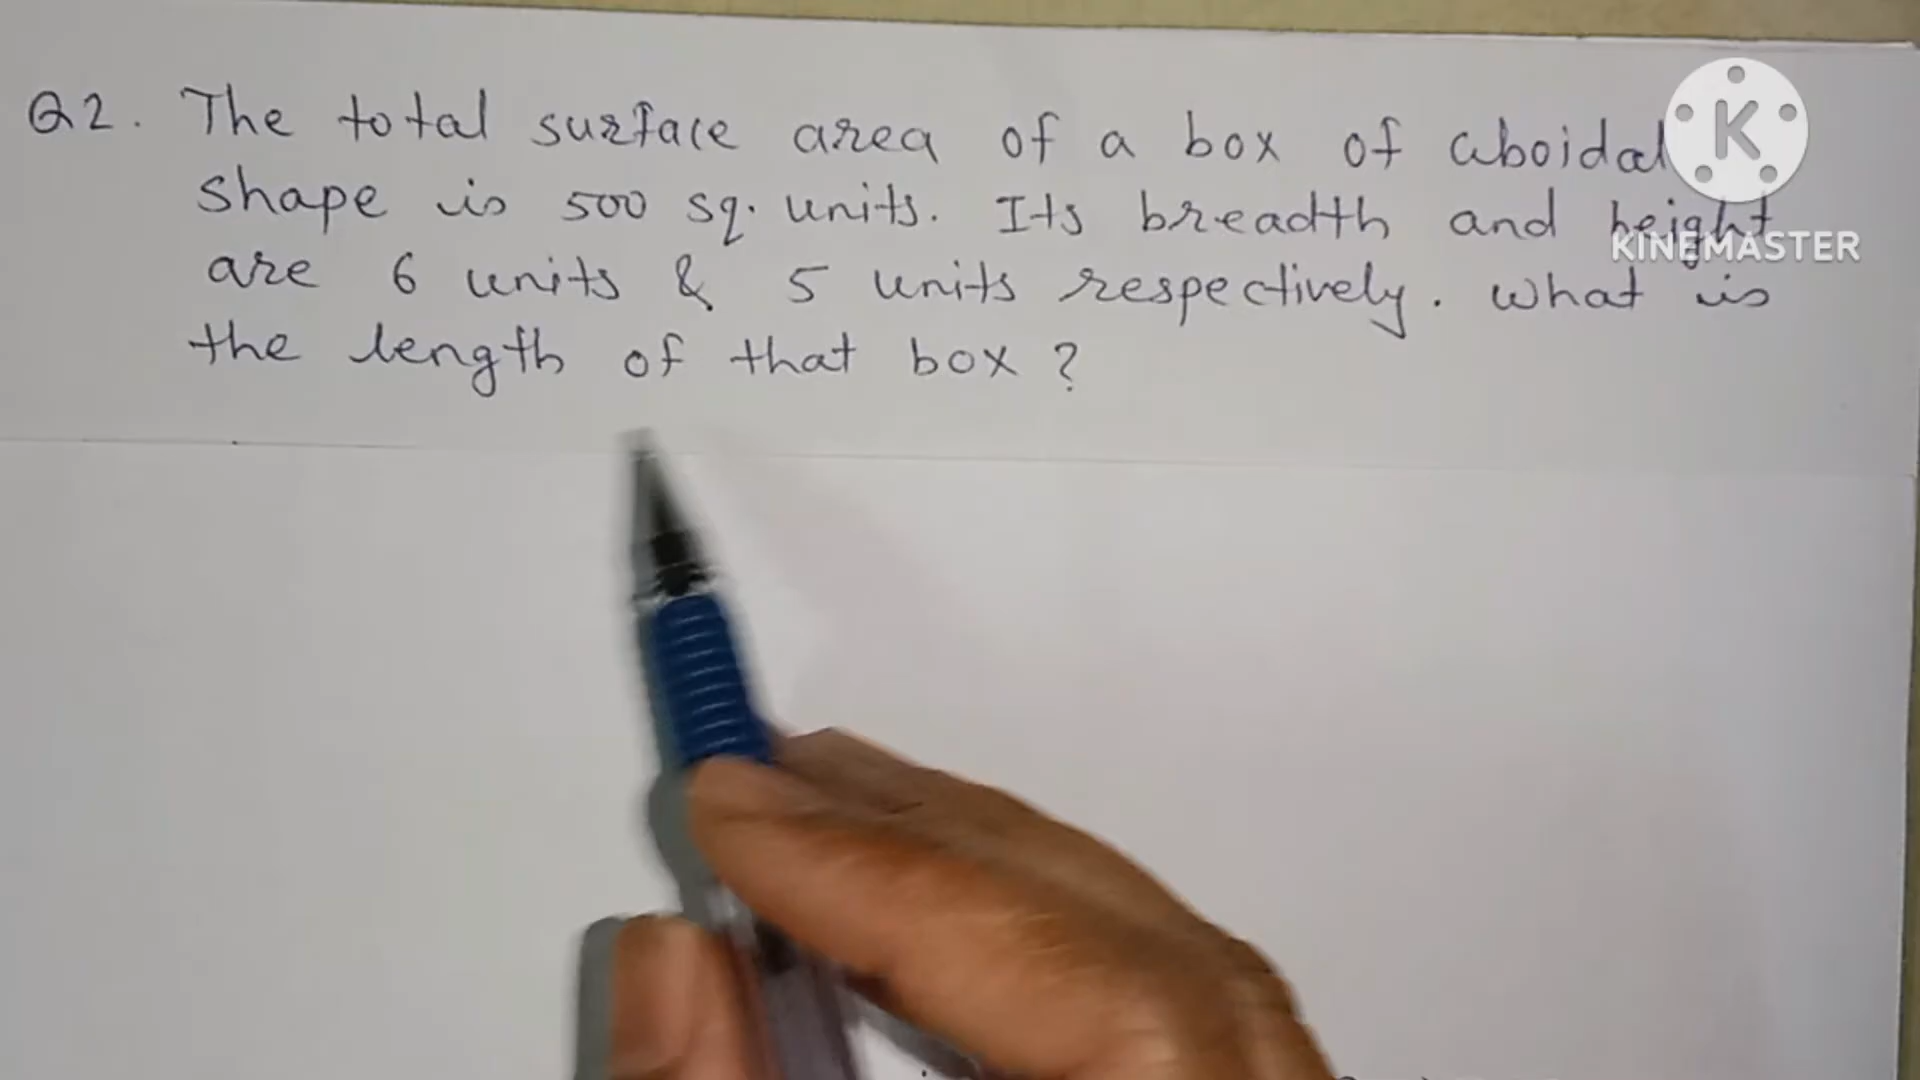 Q2. The total surface area of a box of cuboidal
shape is 500 sq. units. Its breadth and height
are 6 units & 5 units respectively. What is
the length of that box ?
K
KINEMASTER